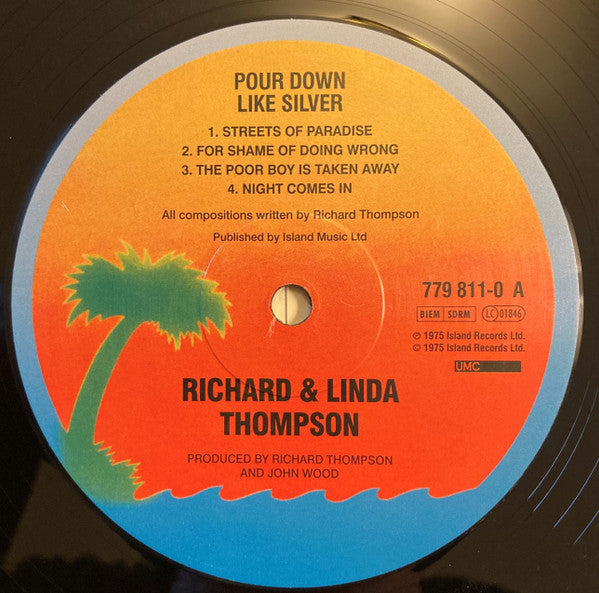 POUR DOWN
LIKE SILVER
1. STREETS OF PARADISE
2. FOR SHAME OF DOING WRONG
3. THE POOR BOY IS TAKEN AWAY
4. NIGHT COMES IN
All compositions written by Richard Thompson
Published by Island Music Ltd
779 811-0 A
BIEM SDRM LC 01846
℗ 1975 Island Records Ltd.
© 1975 Island Records Ltd.
UMC
RICHARD & LINDA
THOMPSON
PRODUCED BY RICHARD THOMPSON
AND JOHN WOOD